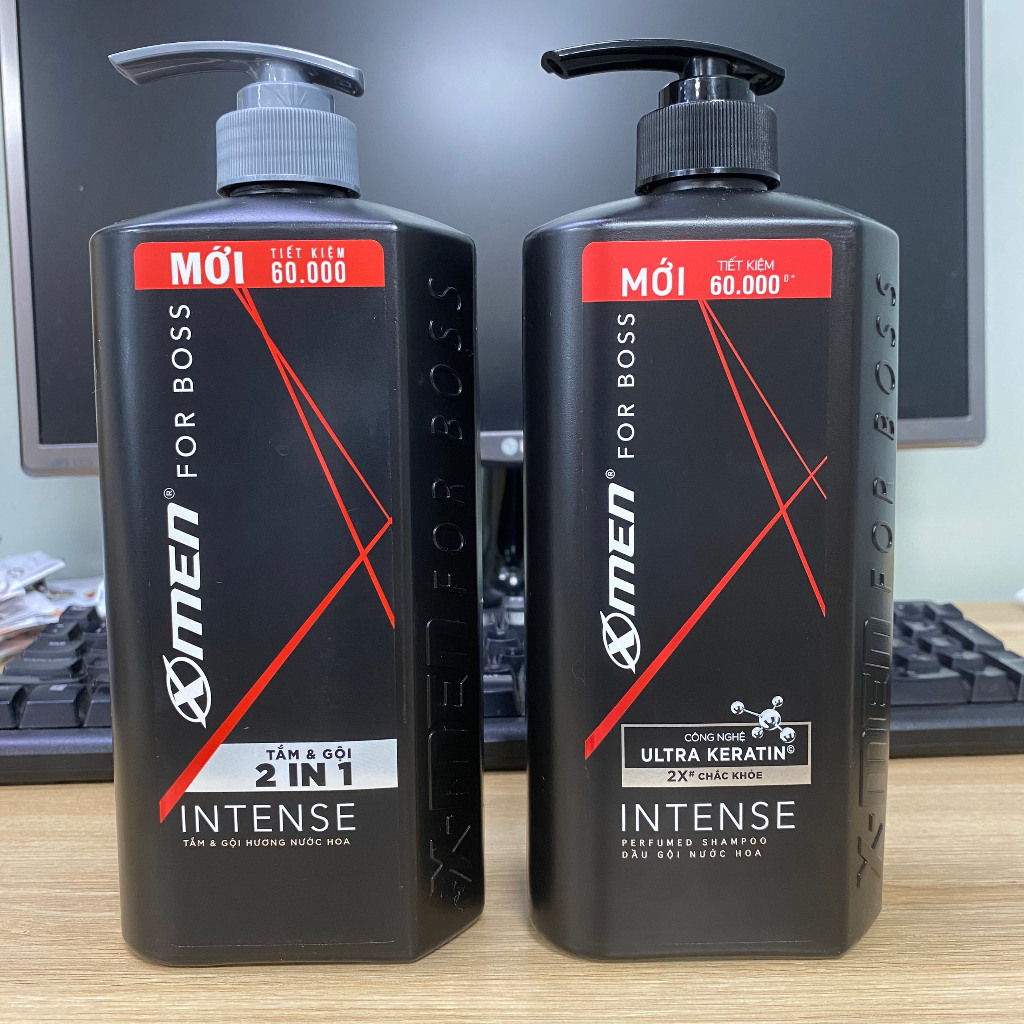 MỚI TIẾT KIỆM 60.000
Xmen® FOR BOSS
TẮM & GỘI
2 IN 1
INTENSE
TẮM & GỘI HƯƠNG NƯỚC HOA
X-MEN FOR BOSS
MỚI TIẾT KIỆM 60.000 Đ*
Xmen® FOR BOSS
CÔNG NGHỆ
ULTRA KERATIN©
2X# CHẮC KHỎE
INTENSE
PERFUMED SHAMPOO
DẦU GỘI NƯỚC HOA
X-MEN FOR BOSS